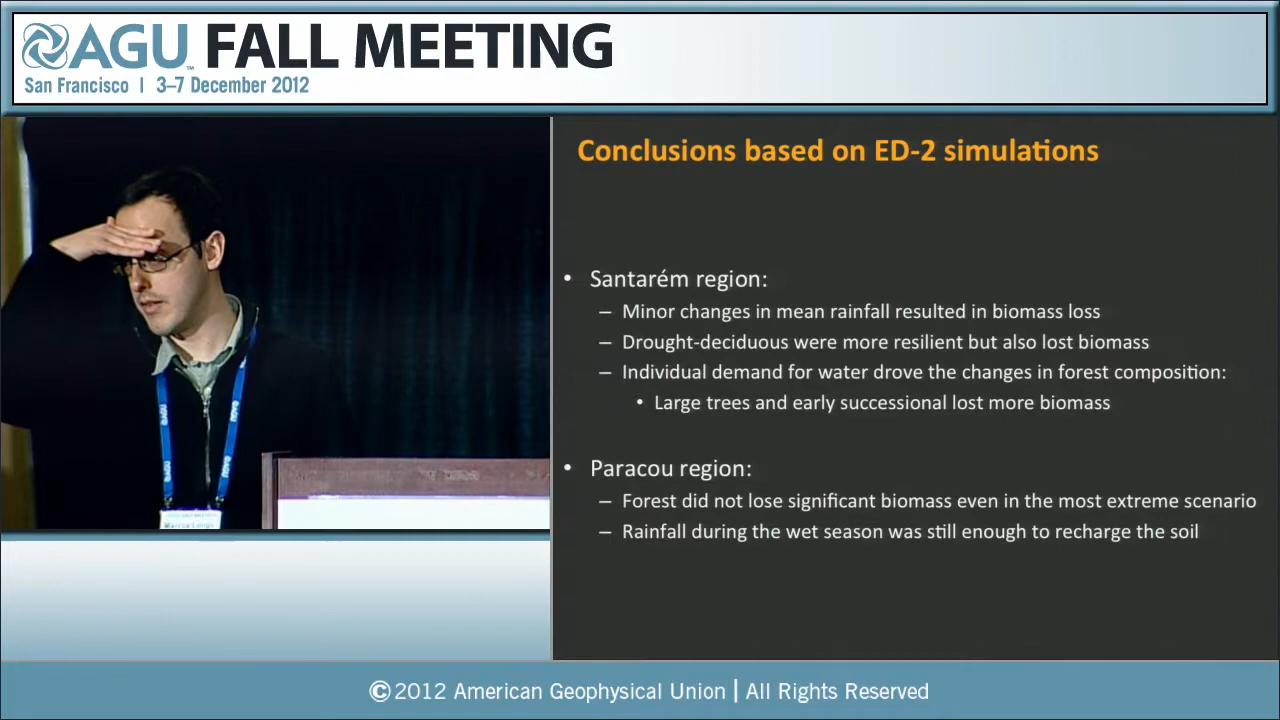 AGU FALL MEETING
San Francisco | 3–7 December 2012
Conclusions based on ED-2 simulations
• Santarém region:
– Minor changes in mean rainfall resulted in biomass loss
– Drought-deciduous were more resilient but also lost biomass
– Individual demand for water drove the changes in forest composition:
• Large trees and early successional lost more biomass
• Paracou region:
– Forest did not lose significant biomass even in the most extreme scenario
– Rainfall during the wet season was still enough to recharge the soil
nove
nove
©2012 American Geophysical Union | All Rights Reserved